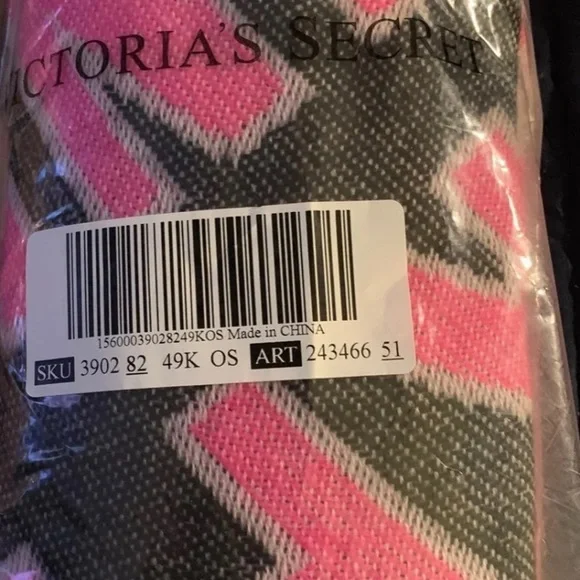 VICTORIA'S SECRET
15600039028249KOS Made in CHINA
SKU 3902 82 49K OS ART 243466 51